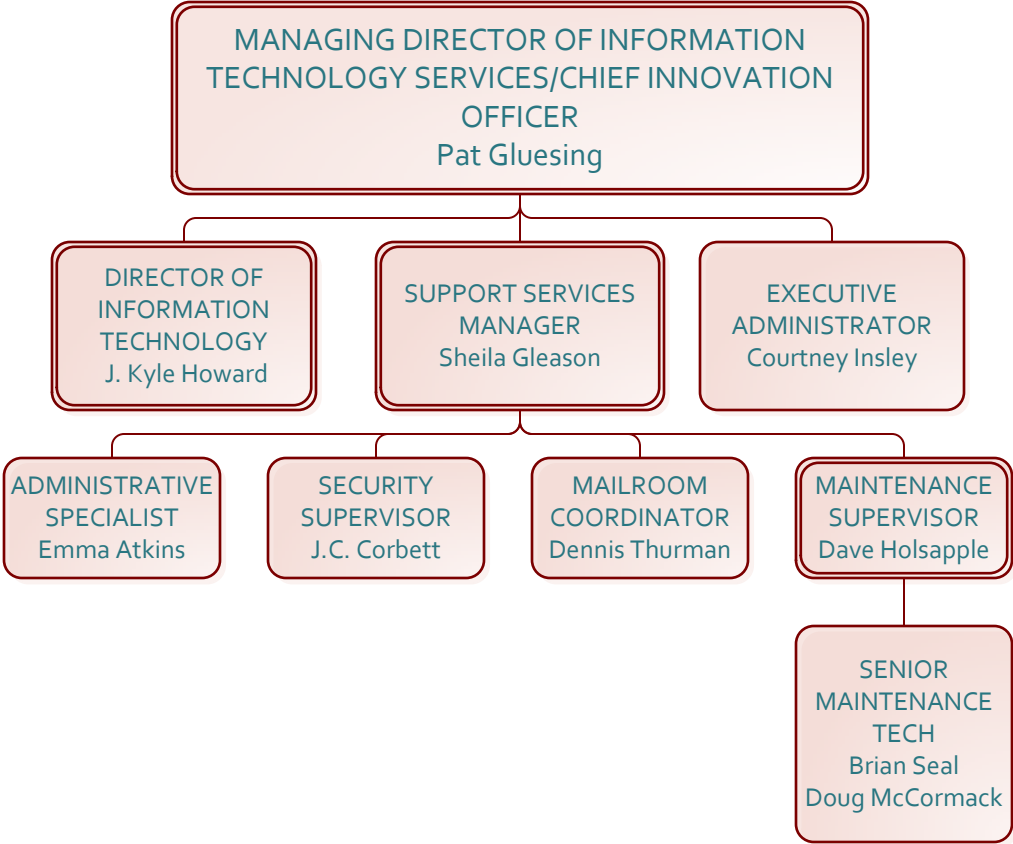 MANAGING DIRECTOR OF INFORMATION
TECHNOLOGY SERVICES/CHIEF INNOVATION
OFFICER
Pat Gluesing
DIRECTOR OF
INFORMATION
TECHNOLOGY
J. Kyle Howard
SUPPORT SERVICES
MANAGER
Sheila Gleason
EXECUTIVE
ADMINISTRATOR
Courtney Insley
ADMINISTRATIVE
SPECIALIST
Emma Atkins
SECURITY
SUPERVISOR
J.C. Corbett
MAILROOM
COORDINATOR
Dennis Thurman
MAINTENANCE
SUPERVISOR
Dave Holsapple
SENIOR
MAINTENANCE
TECH
Brian Seal
Doug McCormack